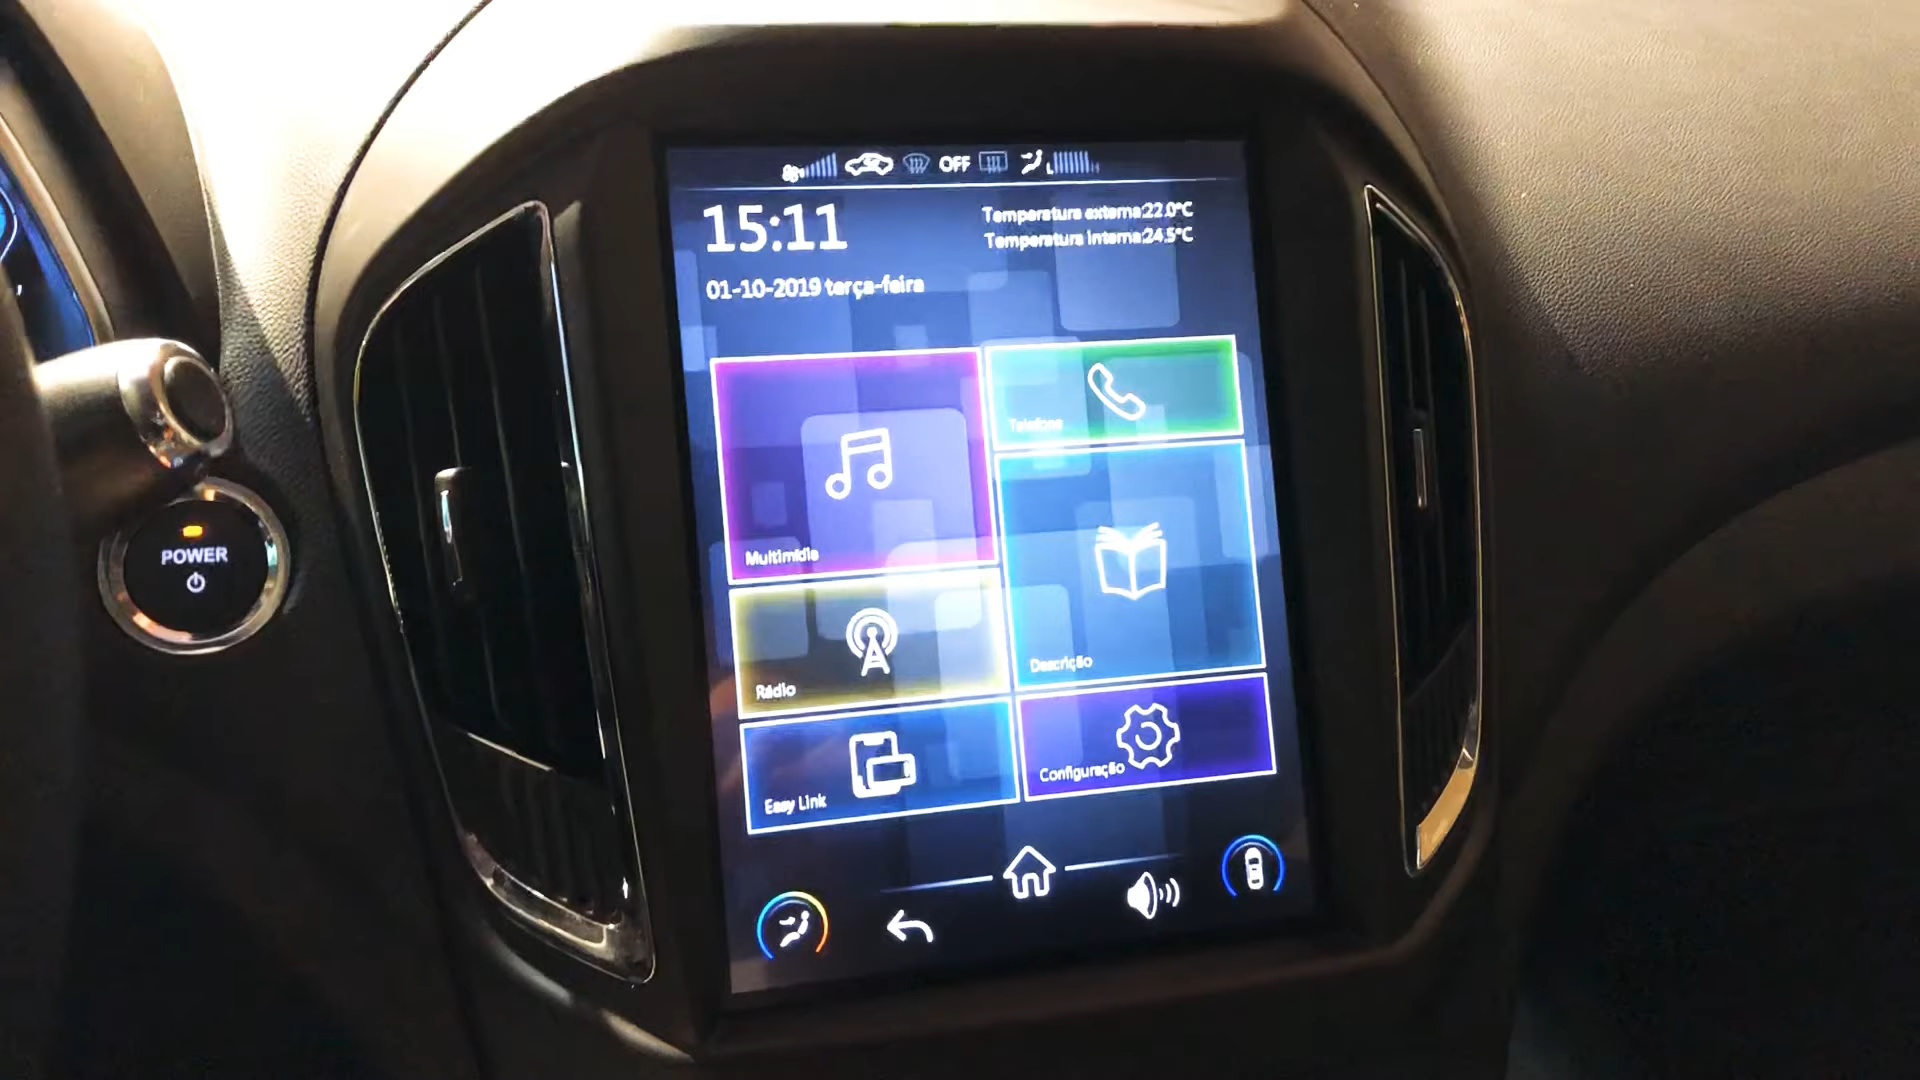 OFF
15:11
Temperatura externa:22.0°C
Temperatura Interna:24.5°C
01-10-2019 terça-feira
Telefone
Multimídia
Descrição
Rádio
Configuração
Easy Link
POWER